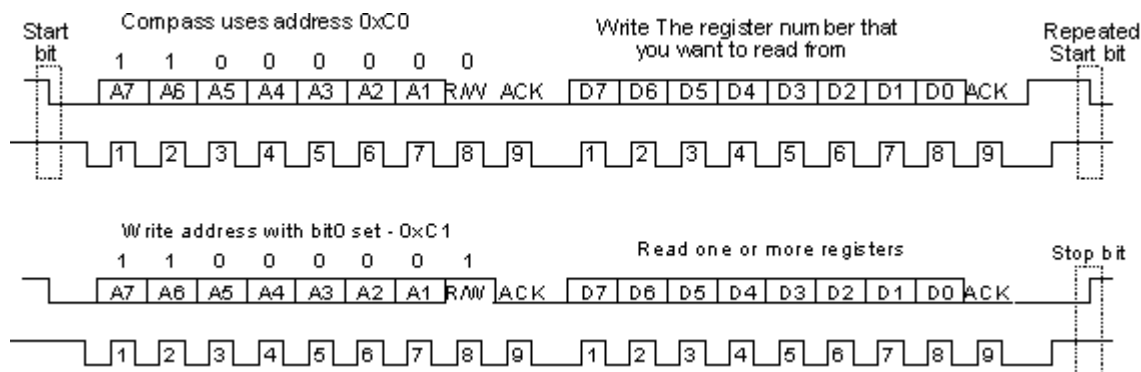 Start
bit
Compass uses address 0xC0
Write The register number that
you want to read from
Repeated
Start bit
1 1 0 0 0 0 0 0
A7 A6 A5 A4 A3 A2 A1 R/W ACK D7 D6 D5 D4 D3 D2 D1 D0 ACK
1 2 3 4 5 6 7 8 9 1 2 3 4 5 6 7 8 9
Write address with bit0 set - 0xC1
Read one or more registers
Stop bit
1 1 0 0 0 0 0 1
A7 A6 A5 A4 A3 A2 A1 R/W ACK D7 D6 D5 D4 D3 D2 D1 D0 ACK
1 2 3 4 5 6 7 8 9 1 2 3 4 5 6 7 8 9